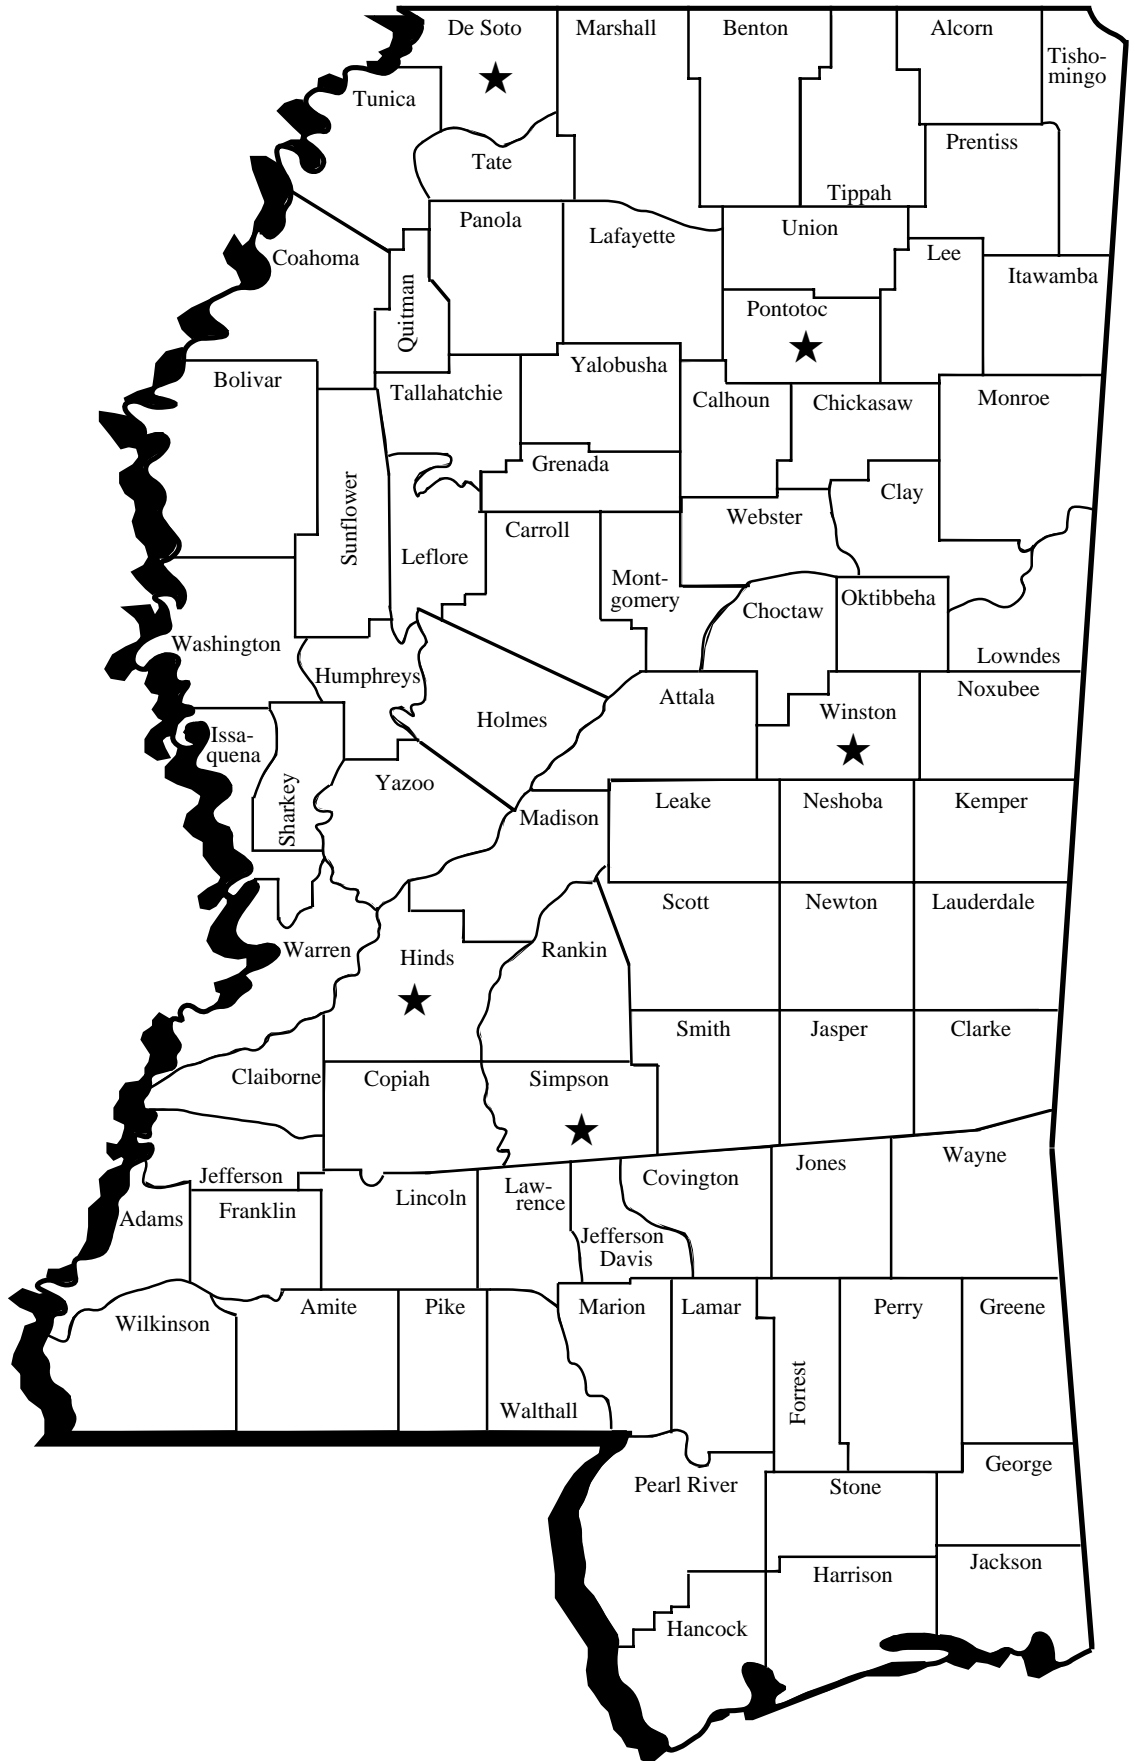 De Soto
Marshall
Benton
Alcorn
Tisho-
mingo
Tunica
Prentiss
Tate
Tippah
Panola
Lafayette
Union
Lee
Coahoma
Itawamba
Quitman
Pontotoc
Yalobusha
Bolivar
Tallahatchie
Calhoun
Chickasaw
Monroe
Grenada
Clay
Sunflower
Webster
Carroll
Leflore
Mont-
gomery
Choctaw
Oktibbeha
Washington
Lowndes
Humphreys
Attala
Noxubee
Holmes
Winston
Issa-
quena
Yazoo
Sharkey
Madison
Leake
Neshoba
Kemper
Scott
Newton
Lauderdale
Warren
Hinds
Rankin
Smith
Jasper
Clarke
Claiborne
Copiah
Simpson
Jones
Wayne
Jefferson
Covington
Lincoln
Law-
rence
Adams
Franklin
Jefferson
Davis
Wilkinson
Amite
Pike
Marion
Lamar
Perry
Greene
Forrest
Walthall
George
Pearl River
Stone
Jackson
Harrison
Hancock